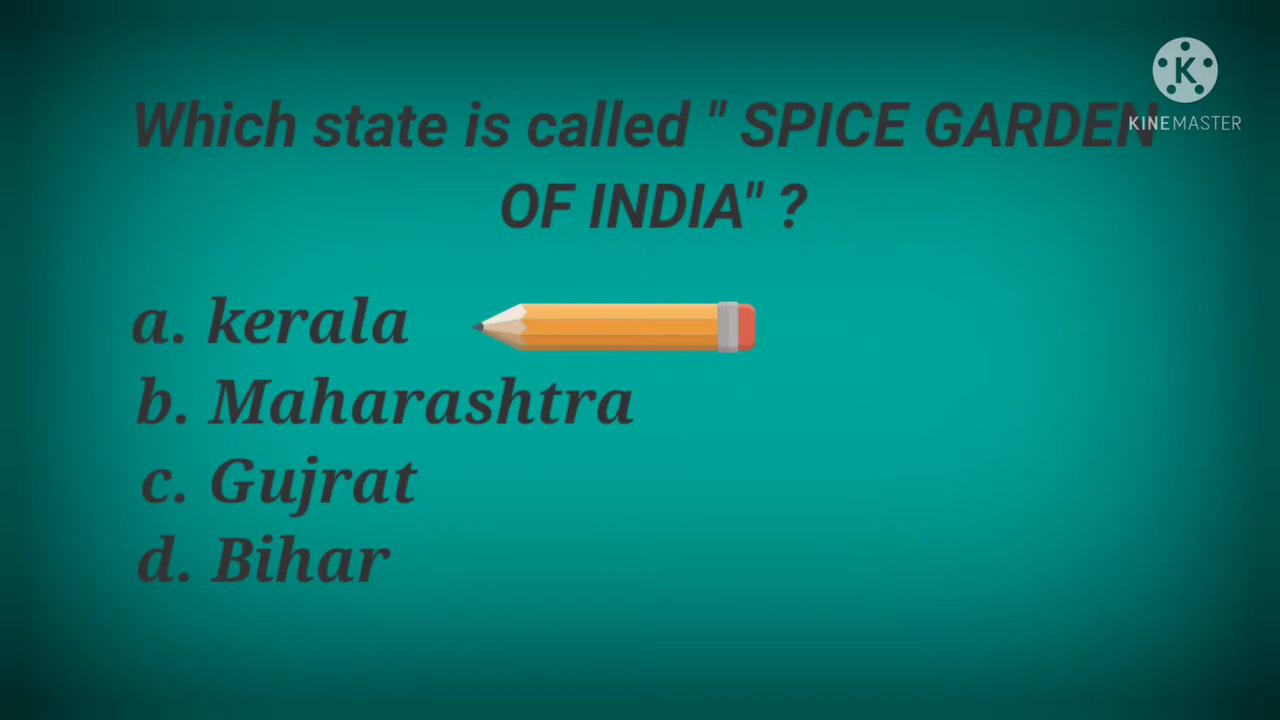 Which state is called " SPICE GARDEN
OF INDIA" ?
a. kerala
b. Maharashtra
c. Gujrat
d. Bihar
K
KINEMASTER